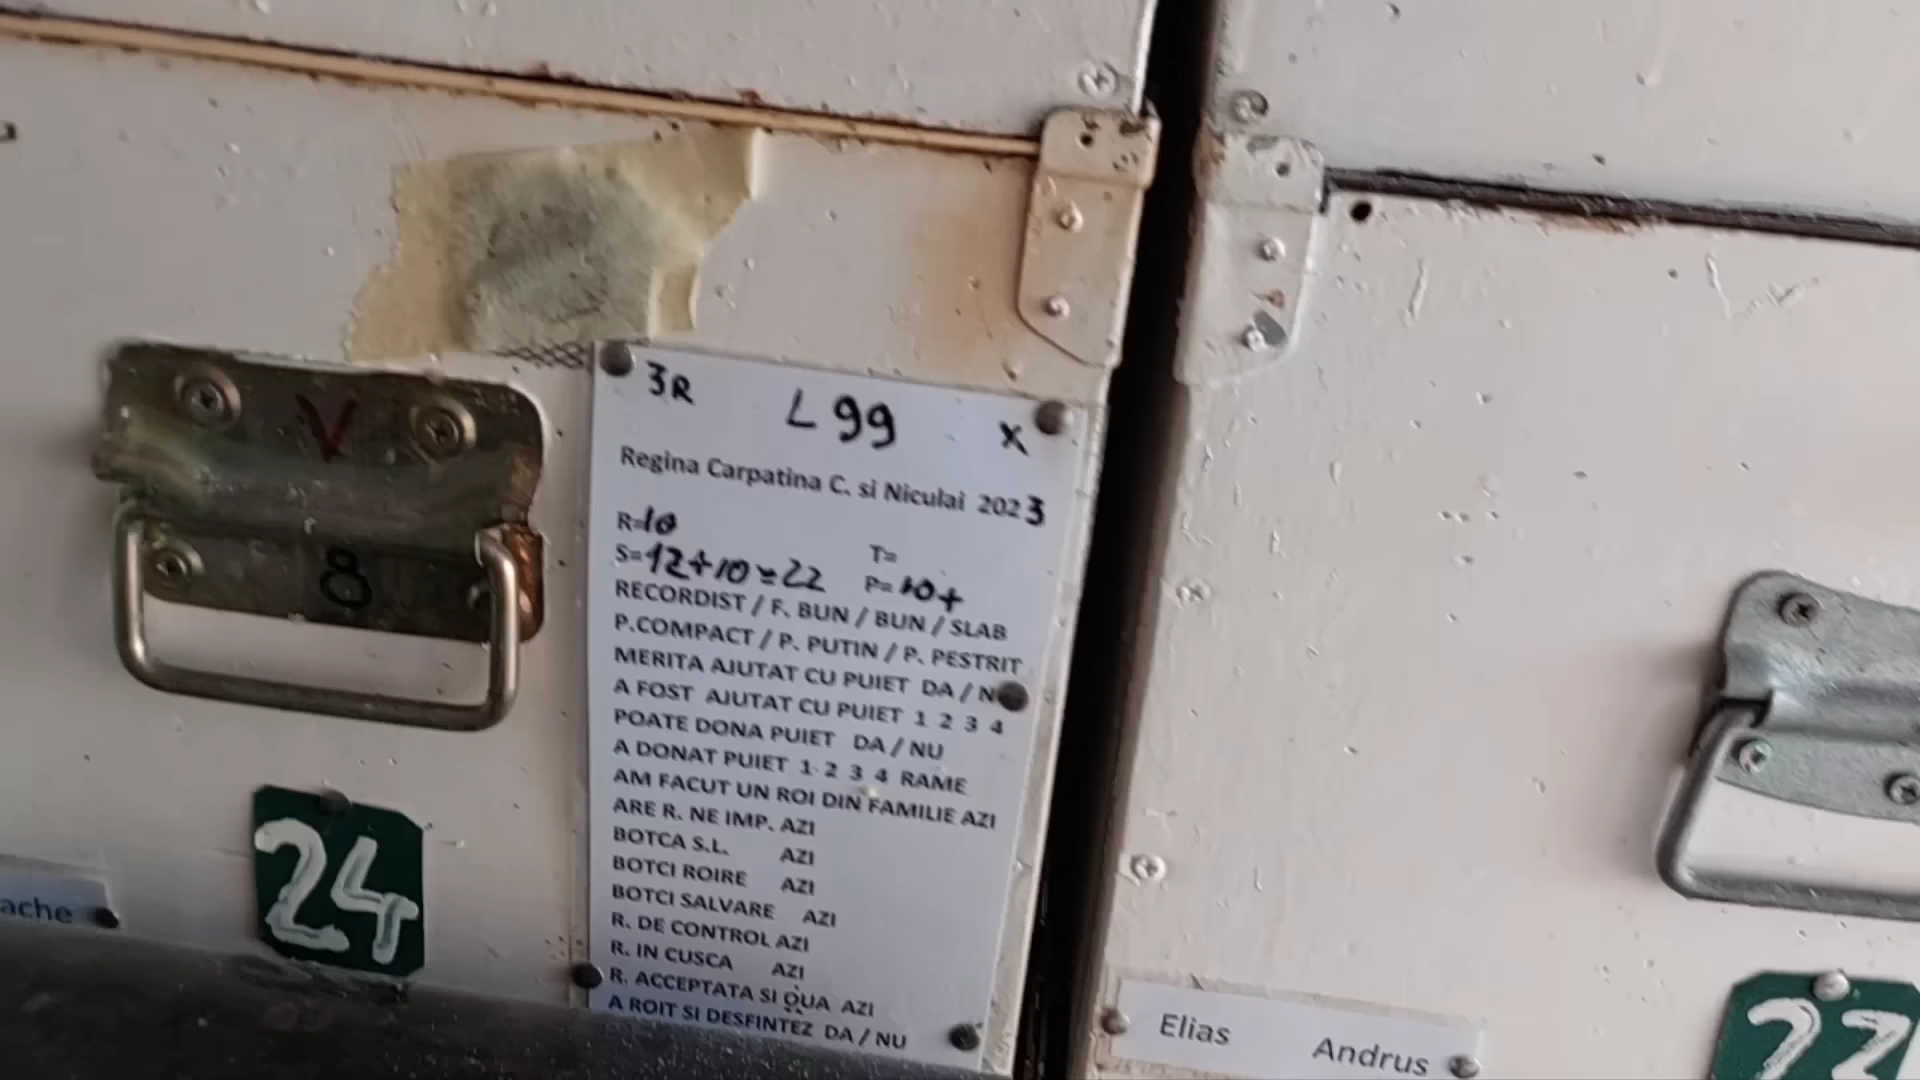 V
8
24
ache
3R L99 X
Regina Carpatina C. si Niculai 2023
R=10
T=
S=12+10=22 P=10+
RECORDIST / F. BUN / BUN / SLAB
P.COMPACT / P. PUTIN / P. PESTRIT
MERITA AJUTAT CU PUIET DA / N
A FOST AJUTAT CU PUIET 1 2 3 4
POATE DONA PUIET DA / NU
A DONAT PUIET 1 2 3 4 RAME
AM FACUT UN ROI DIN FAMILIE AZI
ARE R. NE IMP. AZI
BOTCA S.L. AZI
BOTCI ROIRE AZI
BOTCI SALVARE AZI
R. DE CONTROL AZI
R. IN CUSCA AZI
R. ACCEPTATA SI OUA AZI
A ROIT SI DESFINTEZ DA / NU
Elias Andrus